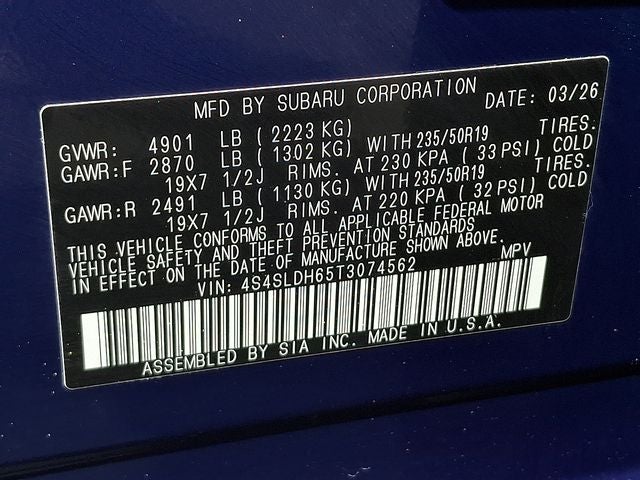 MFD BY SUBARU CORPORATION DATE: 03/26
GVWR: 4901 LB ( 2223 KG)
GAWR:F 2870 LB ( 1302 KG) WITH 235/50R19 TIRES.
19X7 1/2J RIMS. AT 230 KPA ( 33 PSI) COLD
GAWR:R 2491 LB ( 1130 KG) WITH 235/50R19 TIRES.
19X7 1/2J RIMS. AT 220 KPA ( 32 PSI) COLD
THIS VEHICLE CONFORMS TO ALL APPLICABLE FEDERAL MOTOR
VEHICLE SAFETY AND THEFT PREVENTION STANDARDS
IN EFFECT ON THE DATE OF MANUFACTURE SHOWN ABOVE.
VIN: 4S4SLDH65T3074562 MPV
ASSEMBLED BY SIA INC. MADE IN U.S.A.